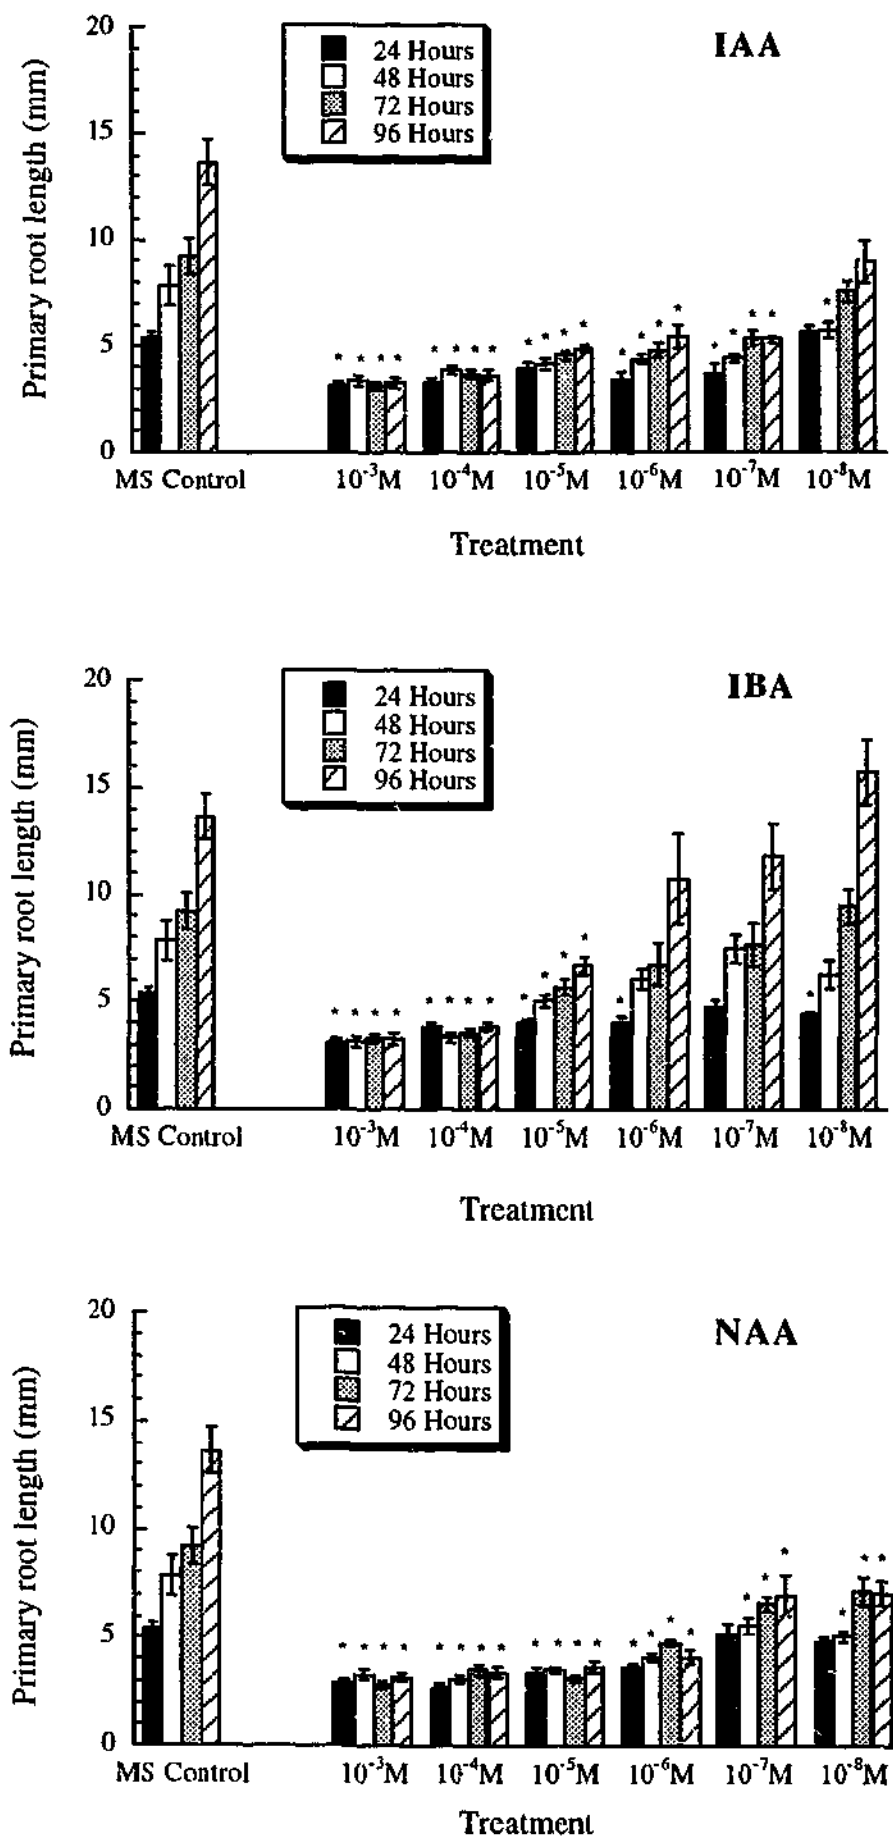 IAA
24 Hours
48 Hours
72 Hours
96 Hours
Primary root length (mm)
20
15
10
5
0
* * * * * * * * * * * * * * * * * * * * *
MS Control 10⁻³M 10⁻⁴M 10⁻⁵M 10⁻⁶M 10⁻⁷M 10⁻⁸M
Treatment
IBA
24 Hours
48 Hours
72 Hours
96 Hours
Primary root length (mm)
20
15
10
5
0
* * * * * * * * * * * * * *
MS Control 10⁻³M 10⁻⁴M 10⁻⁵M 10⁻⁶M 10⁻⁷M 10⁻⁸M
Treatment
NAA
24 Hours
48 Hours
72 Hours
96 Hours
Primary root length (mm)
20
15
10
5
0
* * * * * * * * * * * * * * * * * * * * * *
MS Control 10⁻³M 10⁻⁴M 10⁻⁵M 10⁻⁶M 10⁻⁷M 10⁻⁸M
Treatment